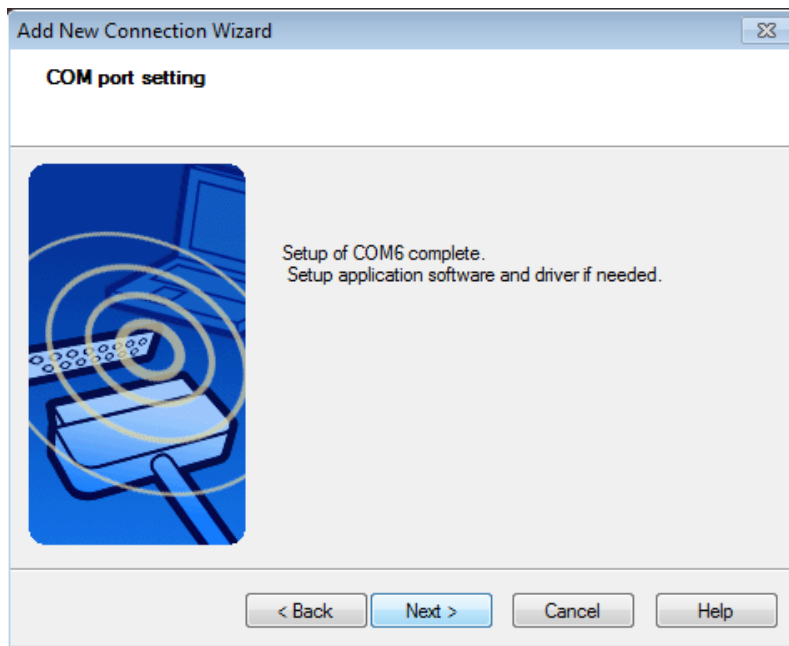 Add New Connection Wizard
COM port setting
Setup of COM6 complete.
Setup application software and driver if needed.
< Back Next > Cancel Help